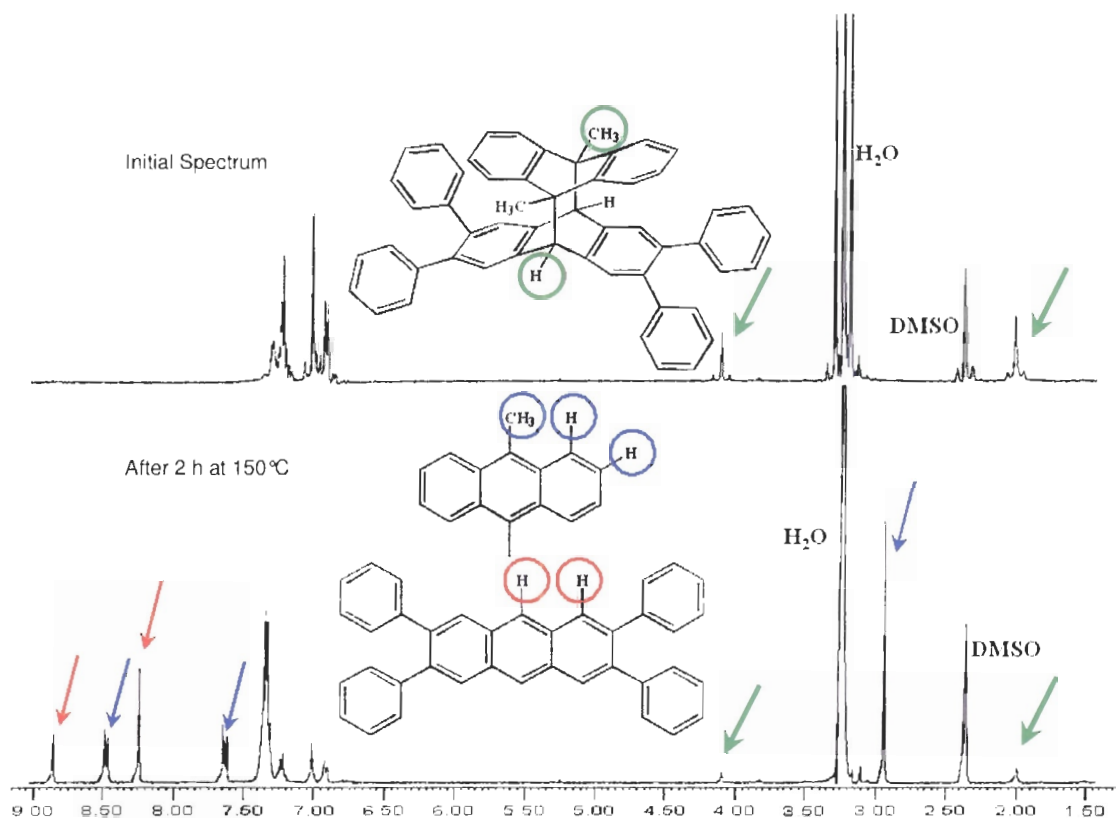 CH3
H2O
Initial Spectrum
H3C
H
H
DMSO
CH3
H
H
After 2 h at 150°C
H2O
H
H
DMSO
9.00 8.50 8.00 7.50 7.00 6.50 6.00 5.50 5.00 4.50 4.00 3.50 3.00 2.50 2.00 1.50